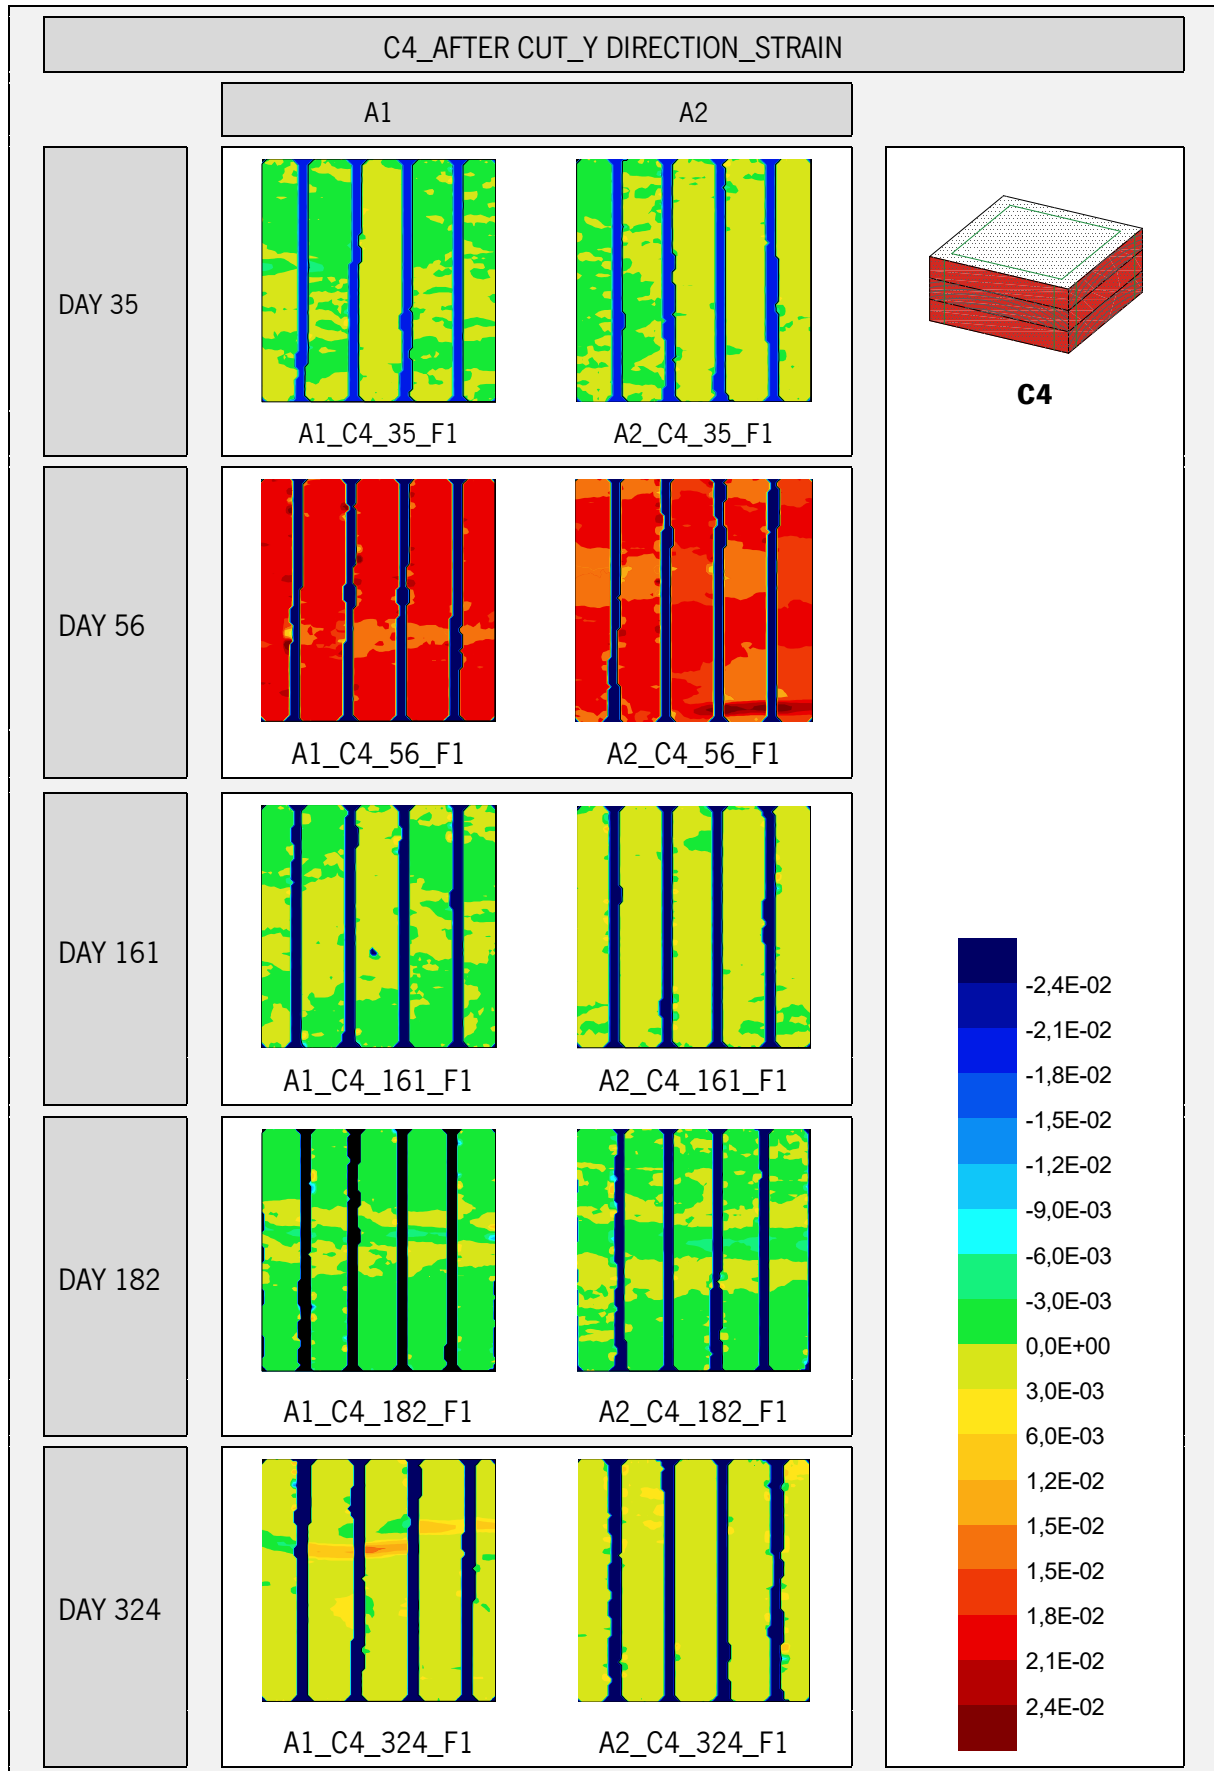 C4_AFTER CUT_Y DIRECTION_STRAIN
A1
A2
DAY 35
A1_C4_35_F1
A2_C4_35_F1
C4
DAY 56
A1_C4_56_F1
A2_C4_56_F1
DAY 161
A1_C4_161_F1
A2_C4_161_F1
DAY 182
A1_C4_182_F1
A2_C4_182_F1
DAY 324
A1_C4_324_F1
A2_C4_324_F1
-2,4E-02
-2,1E-02
-1,8E-02
-1,5E-02
-1,2E-02
-9,0E-03
-6,0E-03
-3,0E-03
0,0E+00
3,0E-03
6,0E-03
1,2E-02
1,5E-02
1,5E-02
1,8E-02
2,1E-02
2,4E-02